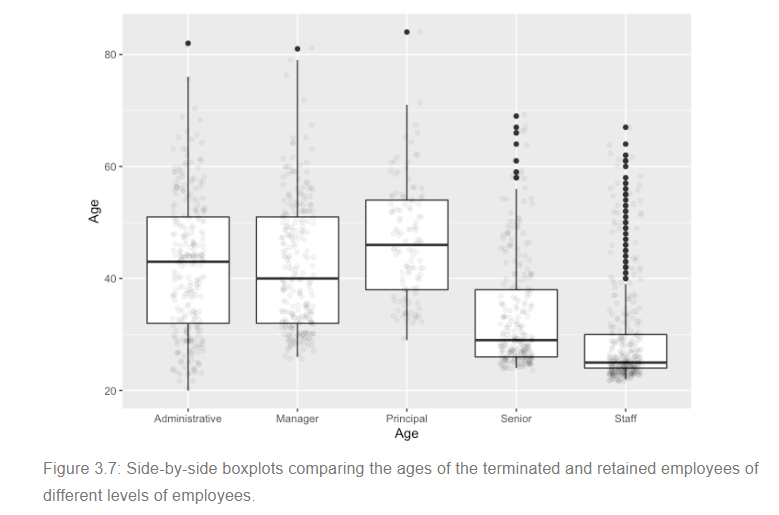 80
60
40
20
Age
Administrative Manager Principal Senior Staff
Age
Figure 3.7: Side-by-side boxplots comparing the ages of the terminated and retained employees of
different levels of employees.